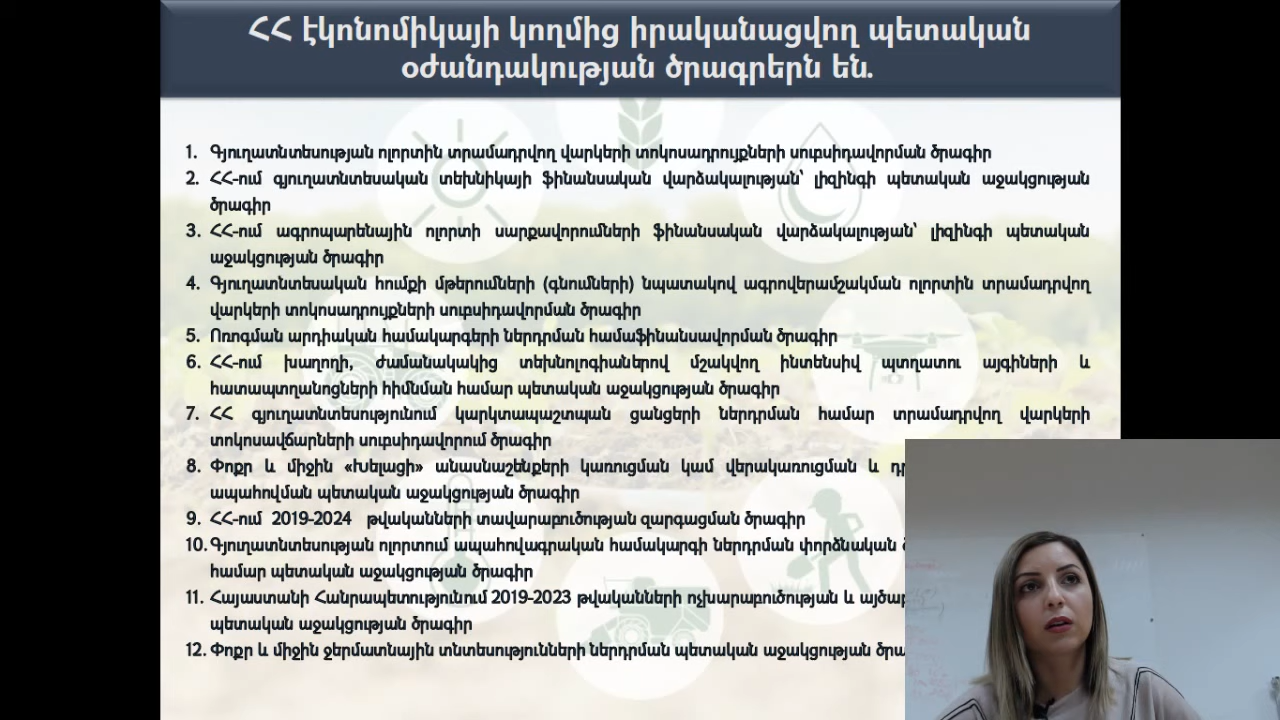 ՀՀ էկոնոմիկայի կողմից իրականացվող պետական
օժանդակության ծրագրերն են.
1. Գյուղատնտեսության ոլորտին տրամադրվող վարկերի տոկոսադրույքների սուբսիդավորման ծրագիր
2. ՀՀ-ում գյուղատնտեսական տեխնիկայի ֆինանսական վարձակալության՝ լիզինգի պետական աջակցության
ծրագիր
3. ՀՀ-ում ագրոպարենային ոլորտի սարքավորումների ֆինանսական վարձակալության՝ լիզինգի պետական
աջակցության ծրագիր
4. Գյուղատնտեսական հումքի մթերումների (գնումների) նպատակով ագրովերամշակման ոլորտին տրամադրվող
վարկերի տոկոսադրույքների սուբսիդավորման ծրագիր
5. Ոռոգման արդիական համակարգերի ներդրման համաֆինանսավորման ծրագիր
6. ՀՀ-ում խաղողի, ժամանակակից տեխնոլոգիաներով մշակվող ինտենսիվ պտղատու այգիների և
հատապտղանոցների հիմնման համար պետական աջակցության ծրագիր
7. ՀՀ գյուղատնտեսությունում կարկտապաշտպան ցանցերի ներդրման համար տրամադրվող վարկերի
տոկոսավճարների սուբսիդավորում ծրագիր
8. Փոքր և միջին «Խելացի» անասնաշենքերի կառուցման կամ վերակառուցման և
ապահովման պետական աջակցության ծրագիր
9. ՀՀ-ում 2019-2024 թվականների տավարաբուծության զարգացման ծրագիր
10. Գյուղատնտեսության ոլորտում ապահովագրական համակարգի ներդրման փորձնական
համար պետական աջակցության ծրագիր
11. Հայաստանի Հանրապետությունում 2019-2023 թվականների ոչխարաբուծության և
պետական աջակցության ծրագիր
12. Փոքր և միջին ջերմատնային տնտեսությունների ներդրման պետական աջակցության